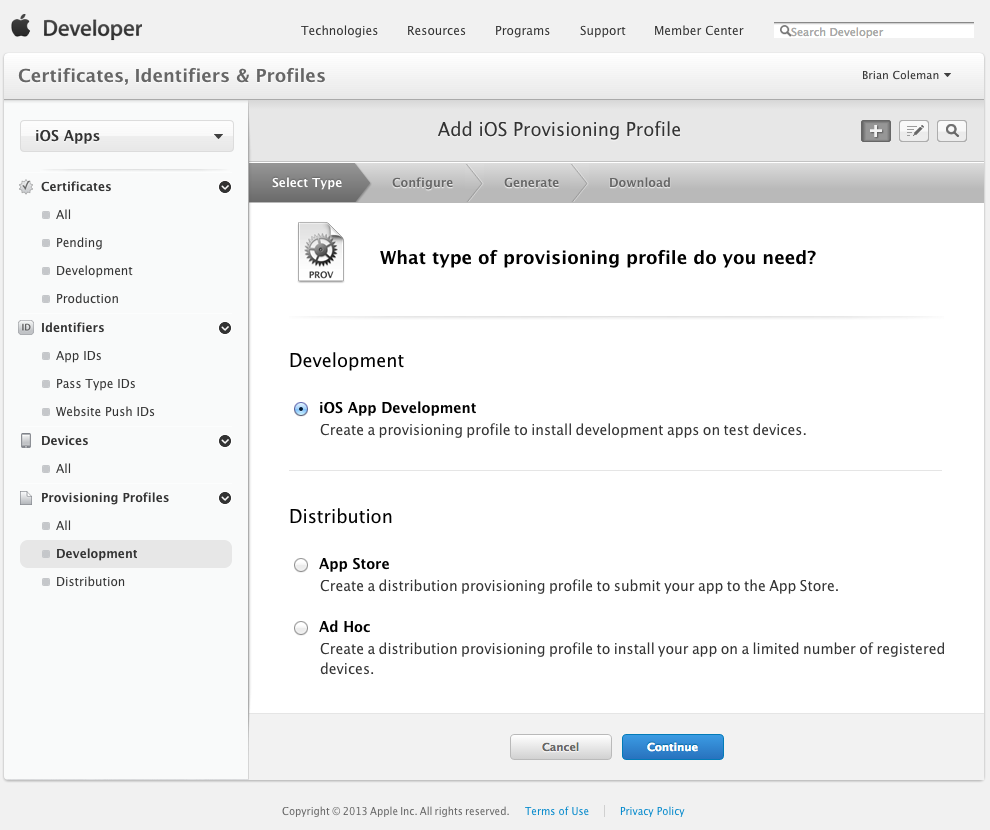 Developer
Technologies Resources Programs Support Member Center Search Developer
Certificates, Identifiers & Profiles
Brian Coleman
iOS Apps
Certificates
All
Pending
Development
Production
ID Identifiers
App IDs
Pass Type IDs
Website Push IDs
Devices
All
Provisioning Profiles
All
Development
Distribution
Add iOS Provisioning Profile
Select Type Configure Generate Download
PROV
What type of provisioning profile do you need?
Development
iOS App Development
Create a provisioning profile to install development apps on test devices.
Distribution
App Store
Create a distribution provisioning profile to submit your app to the App Store.
Ad Hoc
Create a distribution provisioning profile to install your app on a limited number of registered
devices.
Cancel Continue
Copyright © 2013 Apple Inc. All rights reserved. Terms of Use Privacy Policy